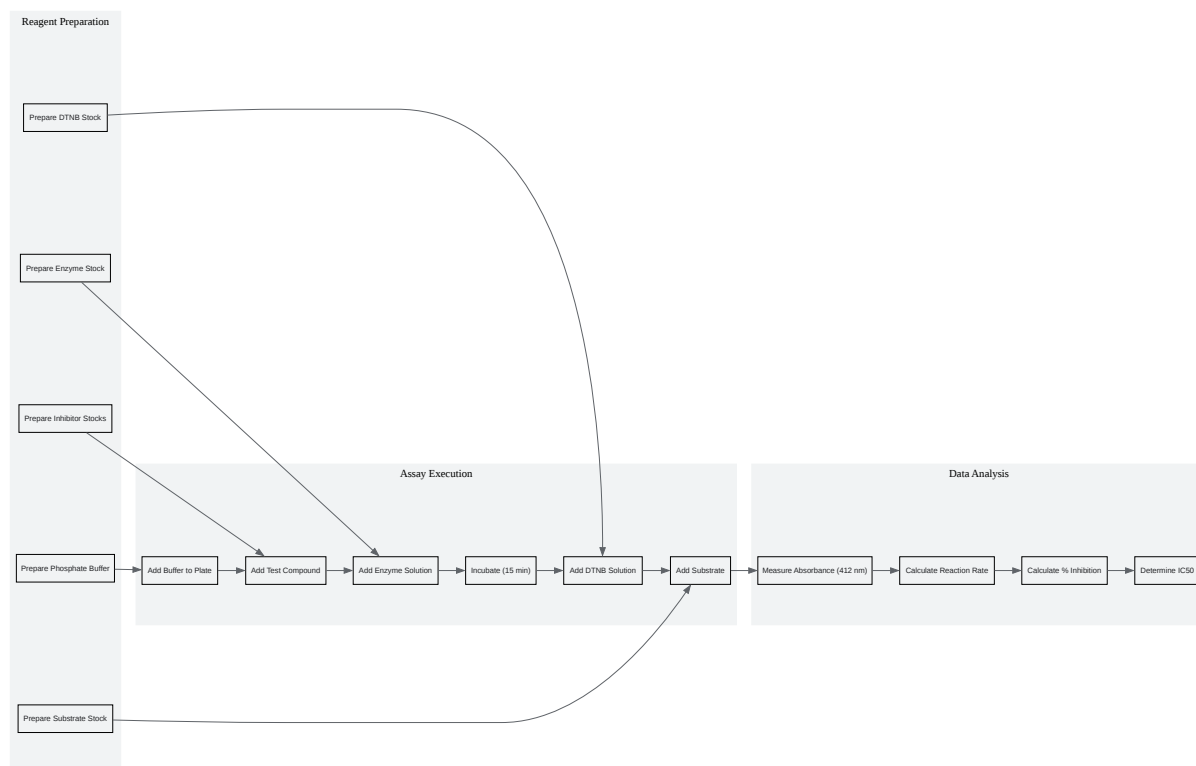 Reagent Preparation
Prepare DTNB Stock
Prepare Enzyme Stock
Prepare Inhibitor Stocks
Assay Execution
Data Analysis
Prepare Phosphate Buffer
Add Buffer to Plate
Add Test Compound
Add Enzyme Solution
Incubate (15 min)
Add DTNB Solution
Add Substrate
Measure Absorbance (412 nm)
Calculate Reaction Rate
Calculate % Inhibition
Determine IC50
Prepare Substrate Stock